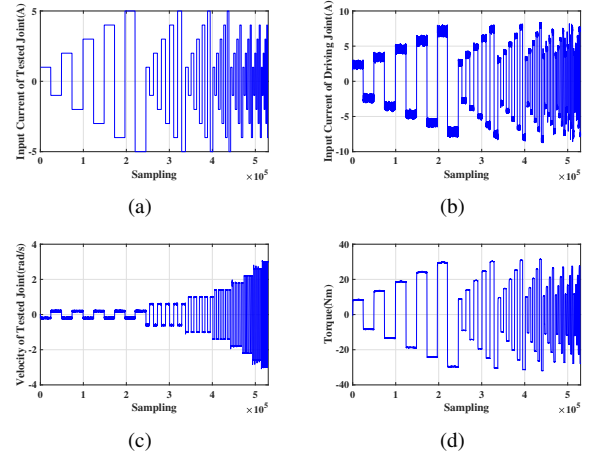 Input Current of Tested Joint(A)
5
0
-5
0 1 2 3 4 5
Sampling
×10^5
(a)
Input Current of Driving Joint(A)
10
5
0
-5
-10
0 1 2 3 4 5
Sampling
×10^5
(b)
Velocity of Tested Joint(rad/s)
4
2
0
-2
-4
0 1 2 3 4 5
Sampling
×10^5
(c)
Torque(Nm)
40
20
0
-20
-40
0 1 2 3 4 5
Sampling
×10^5
(d)